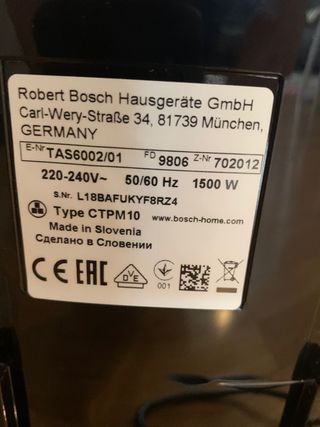 Robert Bosch Hausgeräte GmbH
Carl-Wery-Straße 34, 81739 München,
GERMANY
E-Nr TAS6002/01 FD 9806 Z-Nr 702012
220-240V~ 50/60 Hz 1500 W
S.Nr. L18BAFUKYF8RZ4
Type CTPM10 www.bosch-home.com
Made in Slovenia
Сделано в Словении
CE EAC VDE 001